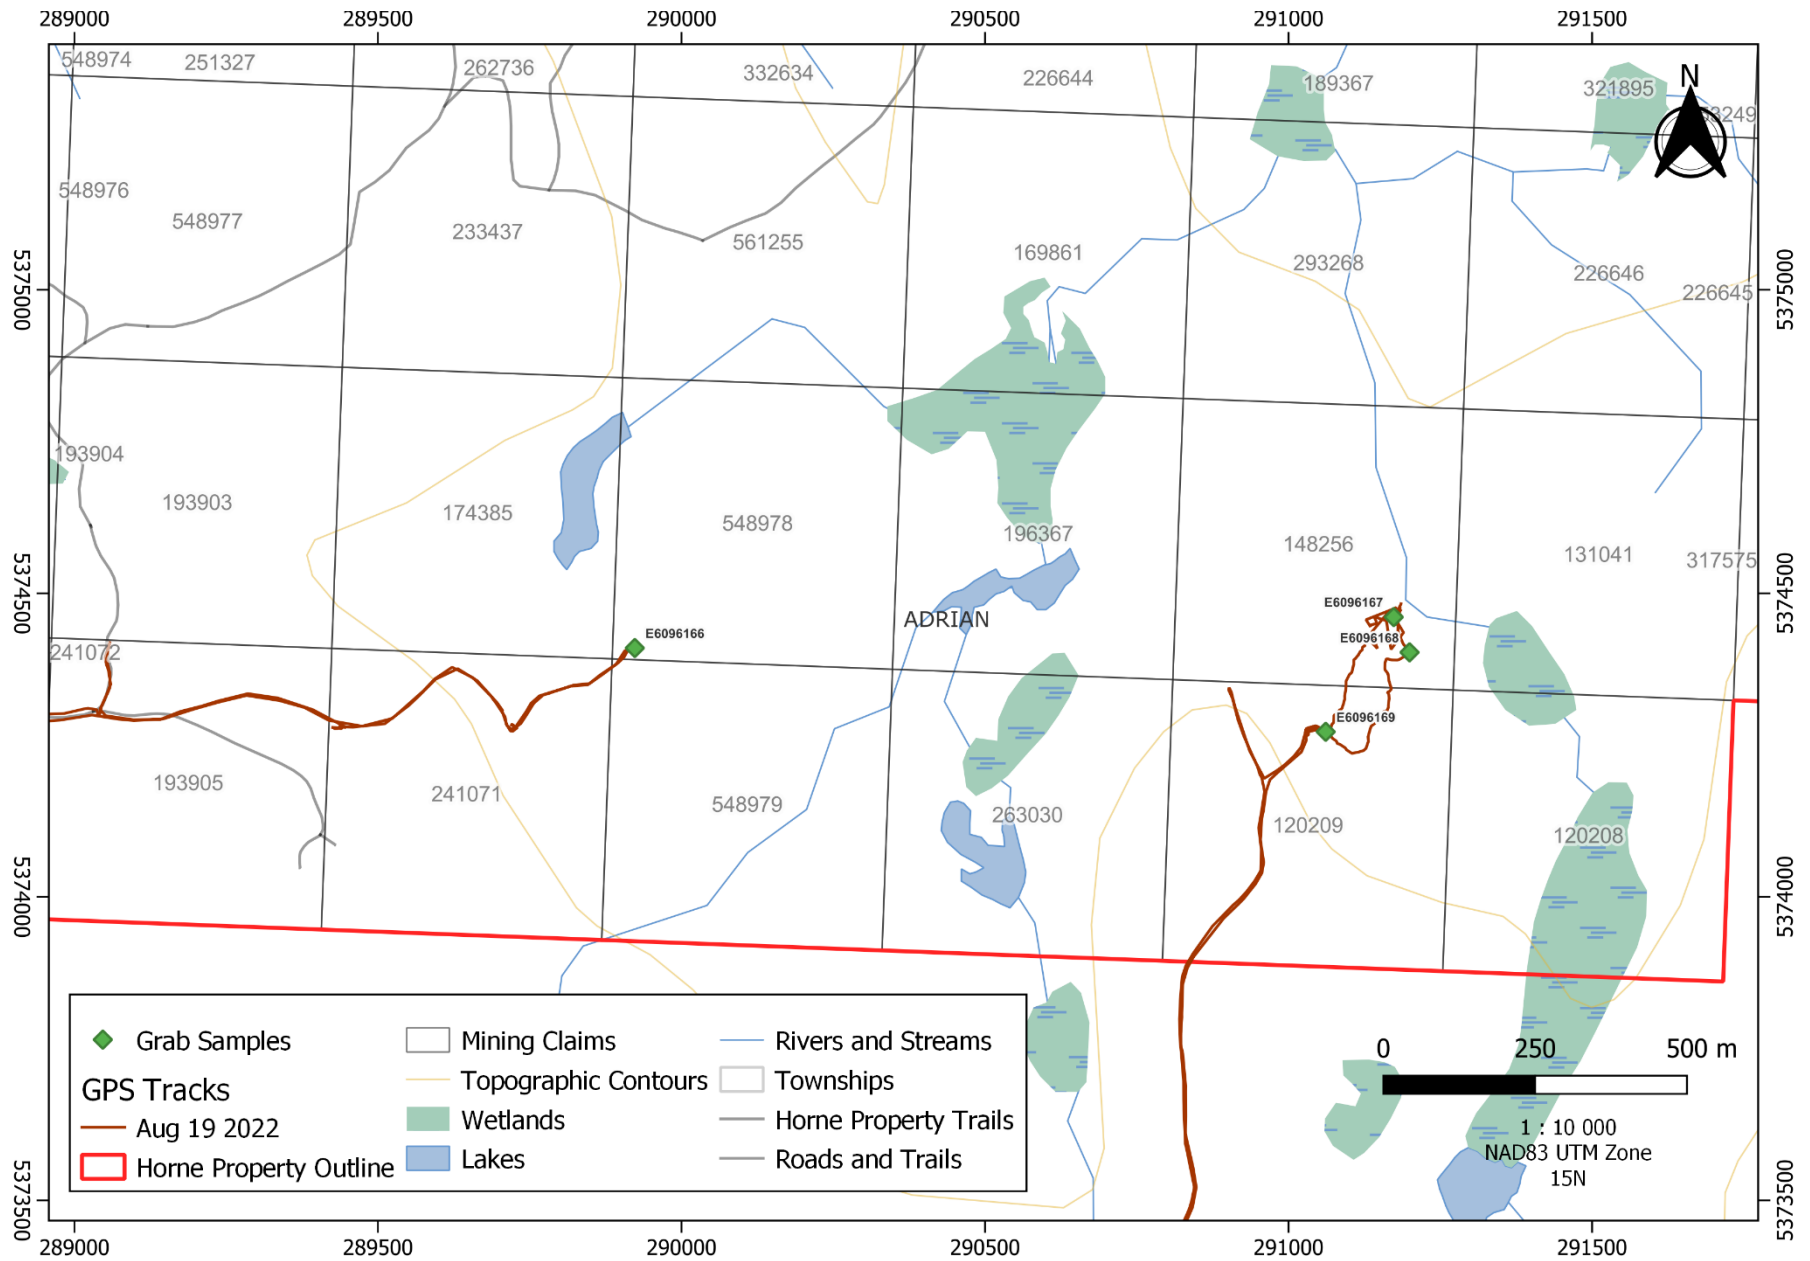 289000 289500 290000 290500 291000 291500
548974 251327 262736 332634 226644 189367 321895 N
548976 548977 233437 561255 169861 293268 226646 226645
5375000 5375000
193904 193903 174385 548978 196367 148256 131041 317575
5374500 5374500
ADRIAN
E6096167
E6096166 E6096168
241072
E6096169
193905 241071 548979 263030 120209 120208
5374000 5374000
Grab Samples
GPS Tracks
Aug 19 2022
Horne Property Outline
Mining Claims
Topographic Contours
Wetlands
Lakes
Rivers and Streams
Townships
Horne Property Trails
Roads and Trails
0 250 500 m
1 : 10 000
NAD83 UTM Zone
15N
5373500 5373500
289000 289500 290000 290500 291000 291500